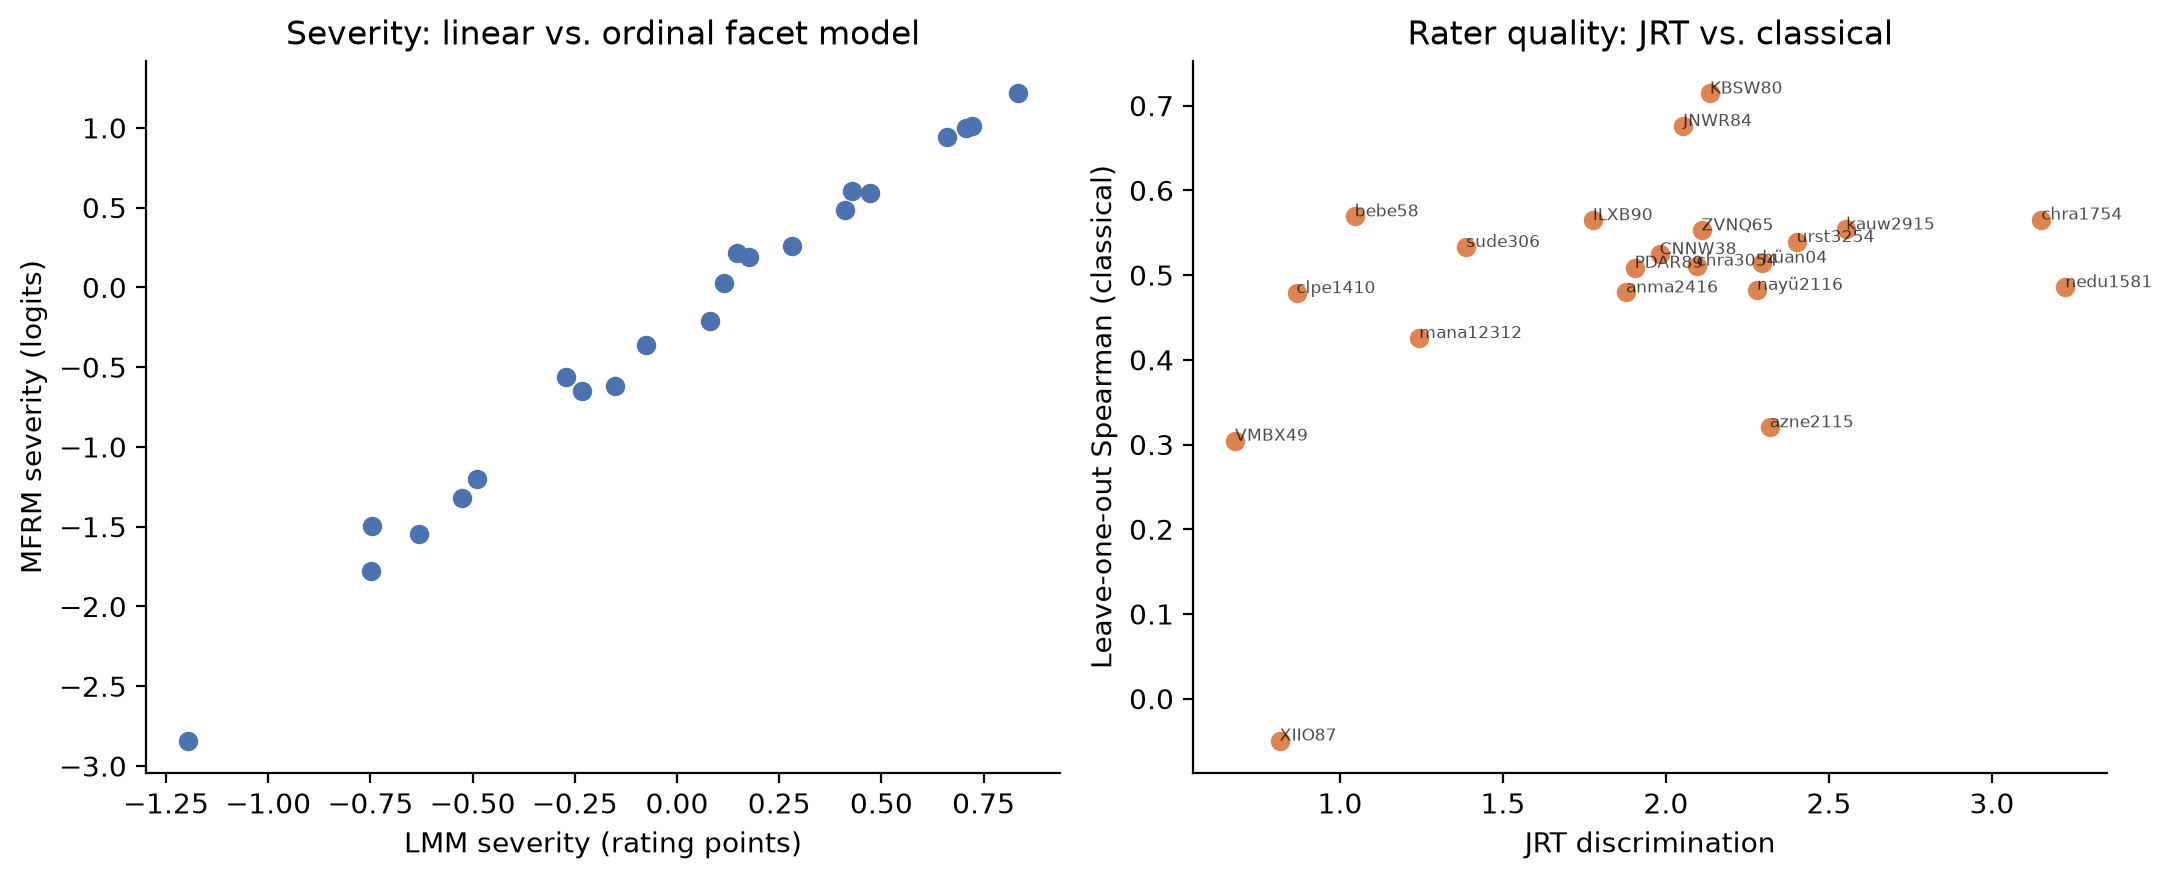 Severity: linear vs. ordinal facet model
MFRM severity (logits)
1.0
0.5
0.0
−0.5
−1.0
−1.5
−2.0
−2.5
−3.0
−1.25 −1.00 −0.75 −0.50 −0.25 0.00 0.25 0.50 0.75
LMM severity (rating points)
Rater quality: JRT vs. classical
Leave-one-out Spearman (classical)
0.7
0.6
0.5
0.4
0.3
0.2
0.1
0.0
KBSW80
JNWR84
bebe58
ILXB90
chra1754
ZVNQ65
kauw2915
sude306
urst3254
CNNW38
PDAR89
chra3054
nayü2116
clpe1410
anma2416
nedu1581
mana12312
azne2115
VMBX49
XIIO87
1.0 1.5 2.0 2.5 3.0
JRT discrimination